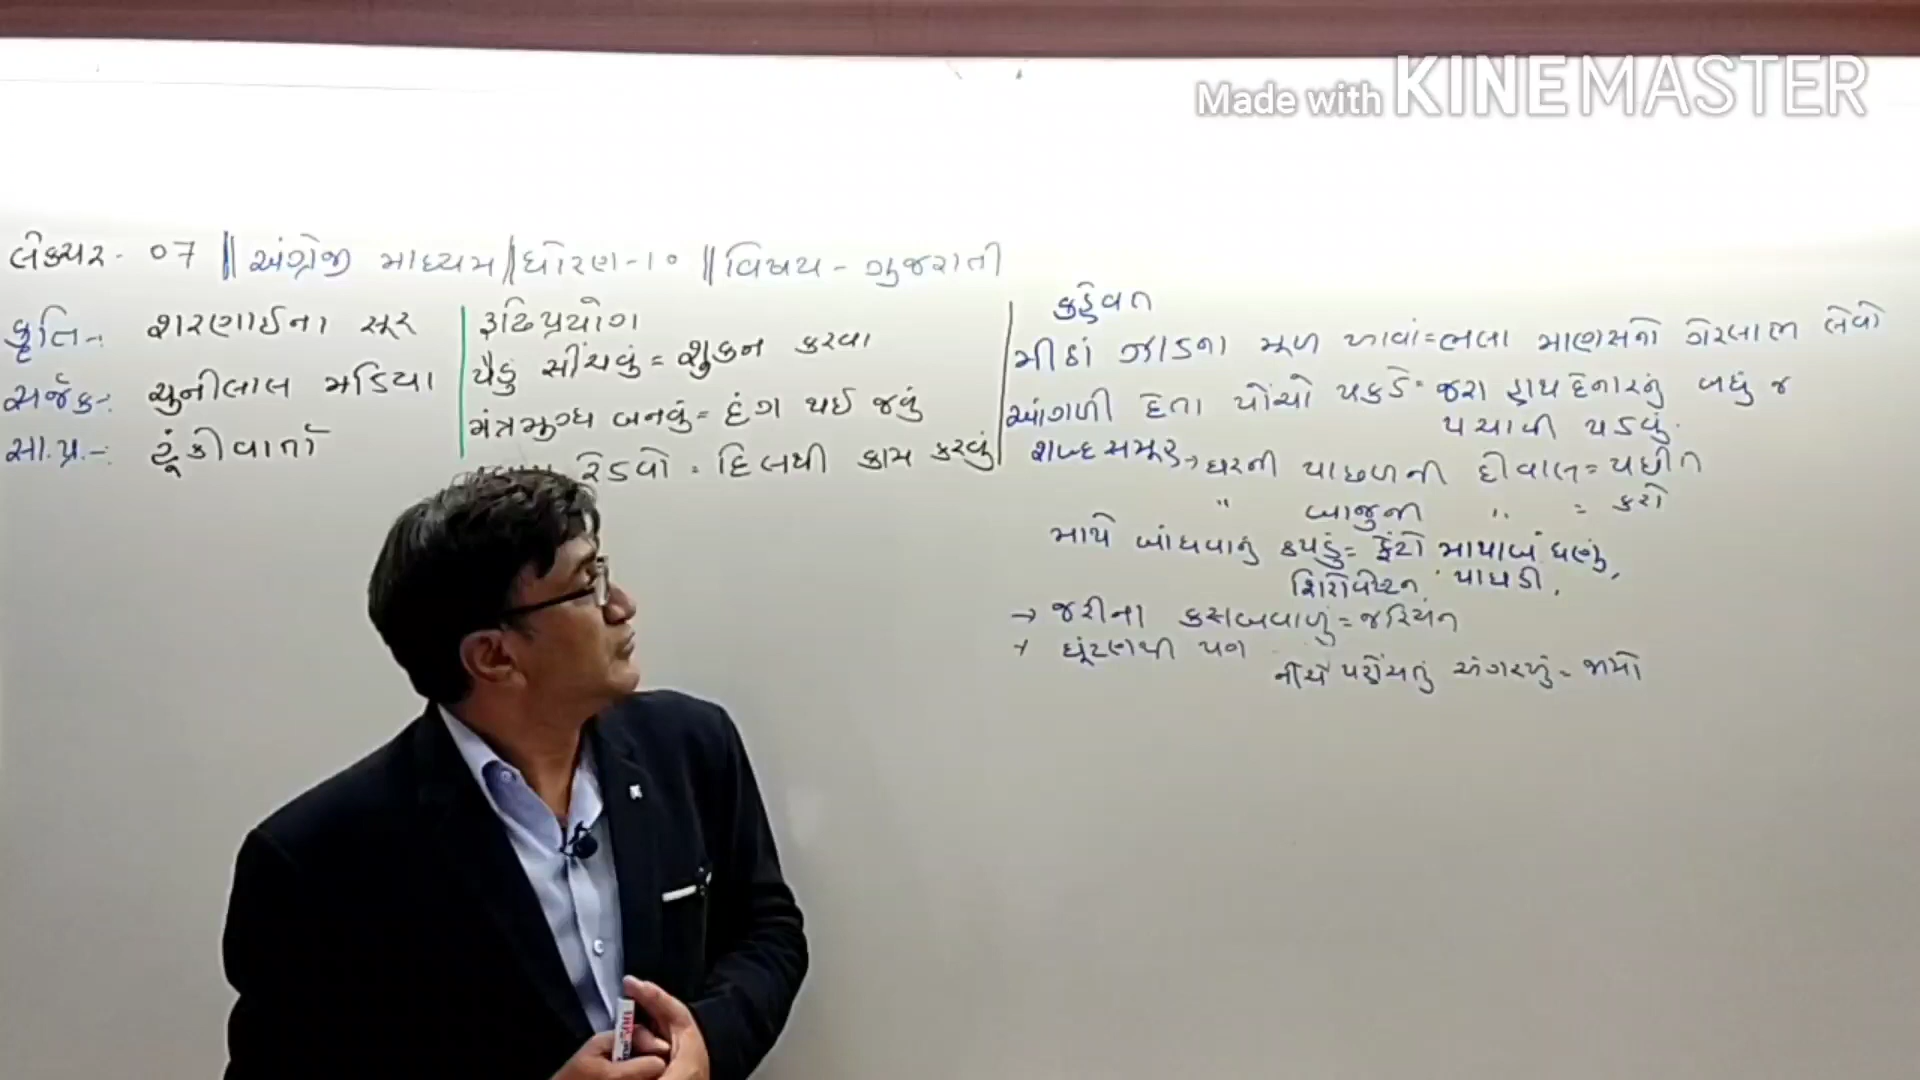 Made with KINEMASTER
લેક્ચર - 07 || અંગ્રેજી માધ્યમ || ધોરણ - ૧૦ || વિષય - ગુજરાતી
કૃતિ -: શરણાઈના સૂર
સર્જક -: ચુનીલાલ મડિયા
સા.પ્ર. -: ટૂંકીવાર્તા
રૂઢિપ્રયોગ
પૈડું સીંચવું = શુકન કરવા
મંત્રમુગ્ધ બનવું = દંગ થઈ જવું
રેડવો = દિલથી કામ કરવું
કહેવત
મીઠાં ઝાડના મૂળ ખાવાં = ભલા માણસનો ગેરલાભ લેવો
આંગળી દેતા પોંચો પકડે = જરા હાથ દેનારનું બધું જ
પચાવી પડવું.
શબ્દસમૂહ → ઘરની પાછળની દીવાલ = પછીત
" બાજુની " = કરો
માથે બાંધવાનું કપડું = ફેંટો માથાબંધણું,
શિરોવેષ્ટન, પાઘડી.
→ જરીના કસબવાળું = જરિયન
ઘૂંટણથી પણ
નીચે પહોંચતું અંગરખું = જામો